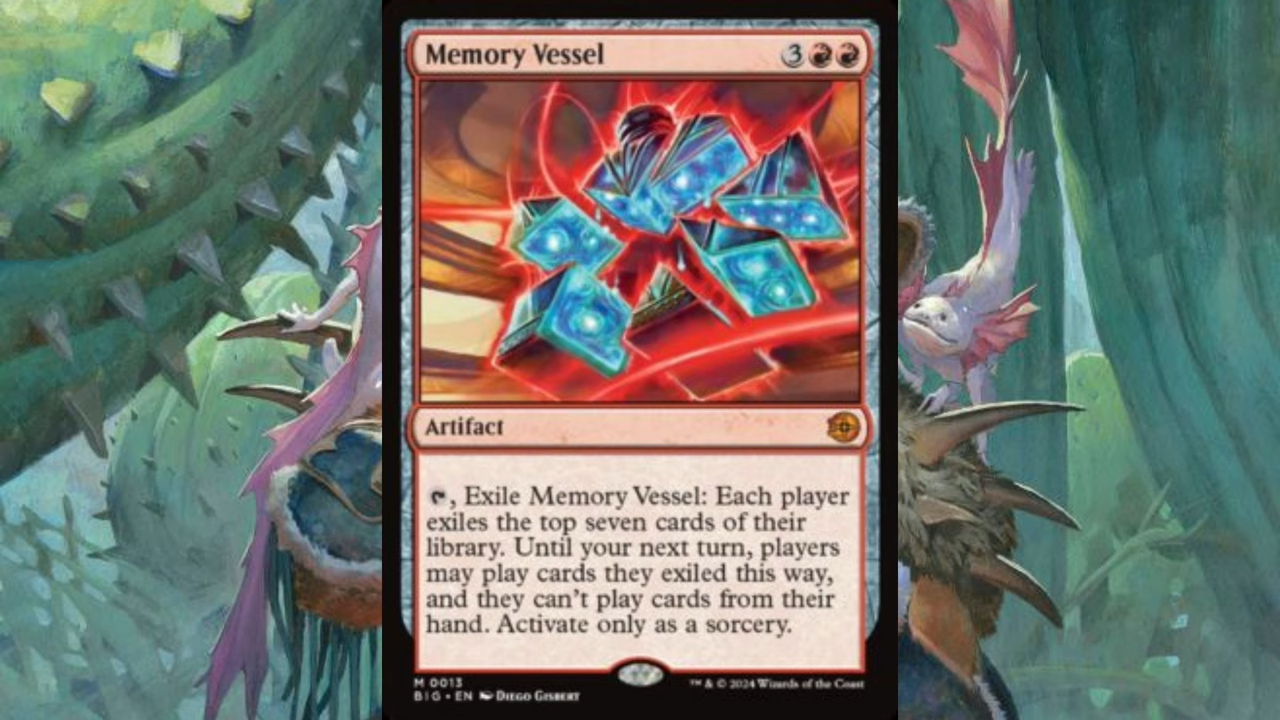 Memory Vessel 3
Artifact
, Exile Memory Vessel: Each player
exiles the top seven cards of their
library. Until your next turn, players
may play cards they exiled this way,
and they can't play cards from their
hand. Activate only as a sorcery.
M 0013
BIG • EN Diego Gisbert
™ & © 2024 Wizards of the Coast